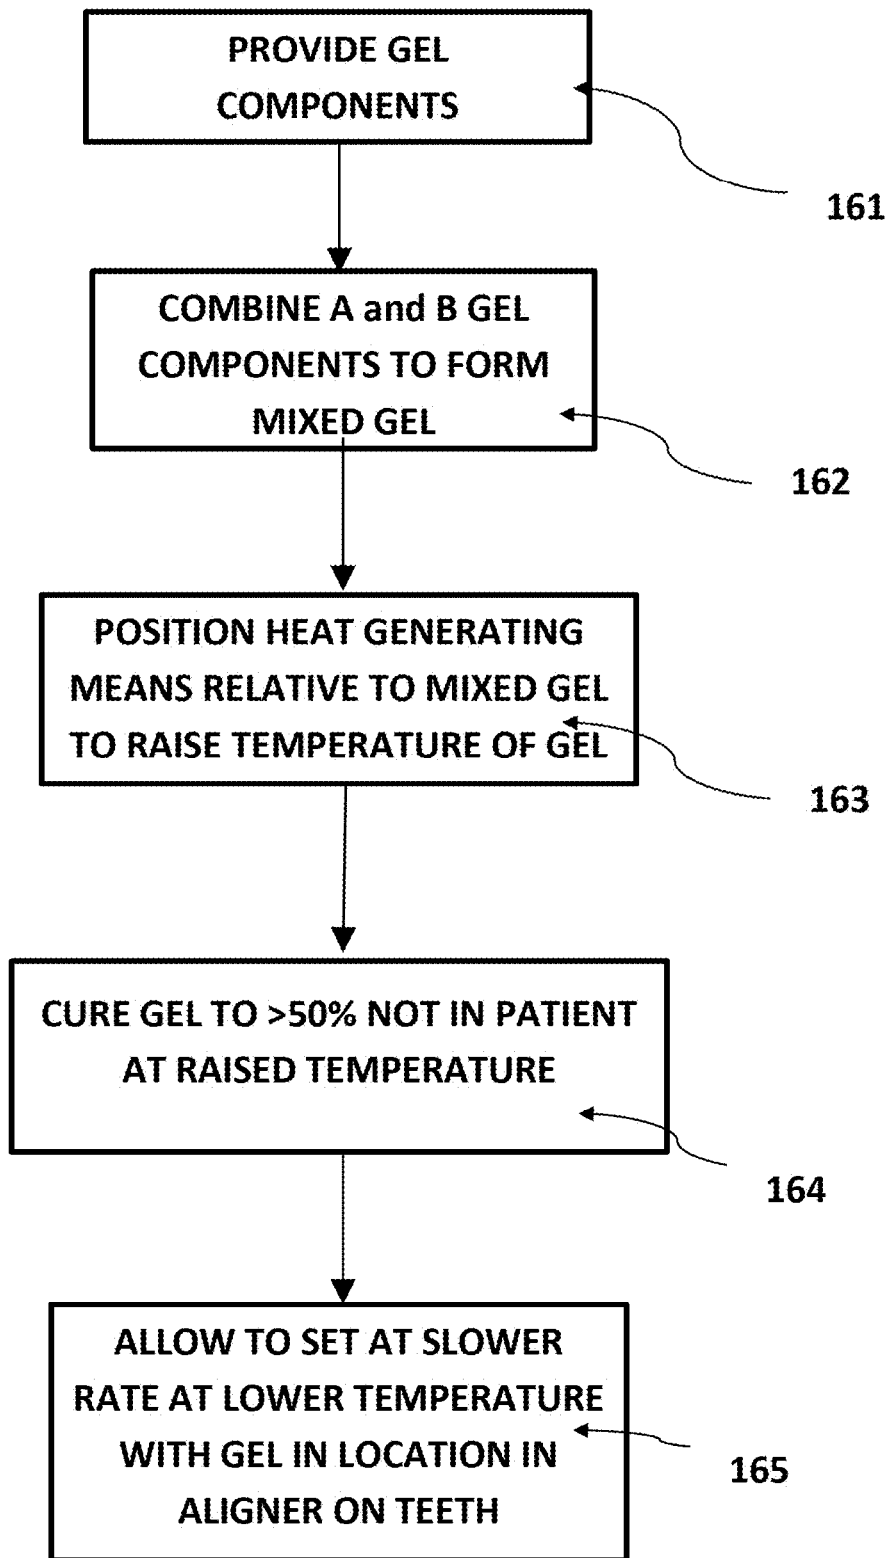 PROVIDE GEL
COMPONENTS
161
COMBINE A and B GEL
COMPONENTS TO FORM
MIXED GEL
162
POSITION HEAT GENERATING
MEANS RELATIVE TO MIXED GEL
TO RAISE TEMPERATURE OF GEL
163
CURE GEL TO >50% NOT IN PATIENT
AT RAISED TEMPERATURE
164
ALLOW TO SET AT SLOWER
RATE AT LOWER TEMPERATURE
WITH GEL IN LOCATION IN
ALIGNER ON TEETH
165